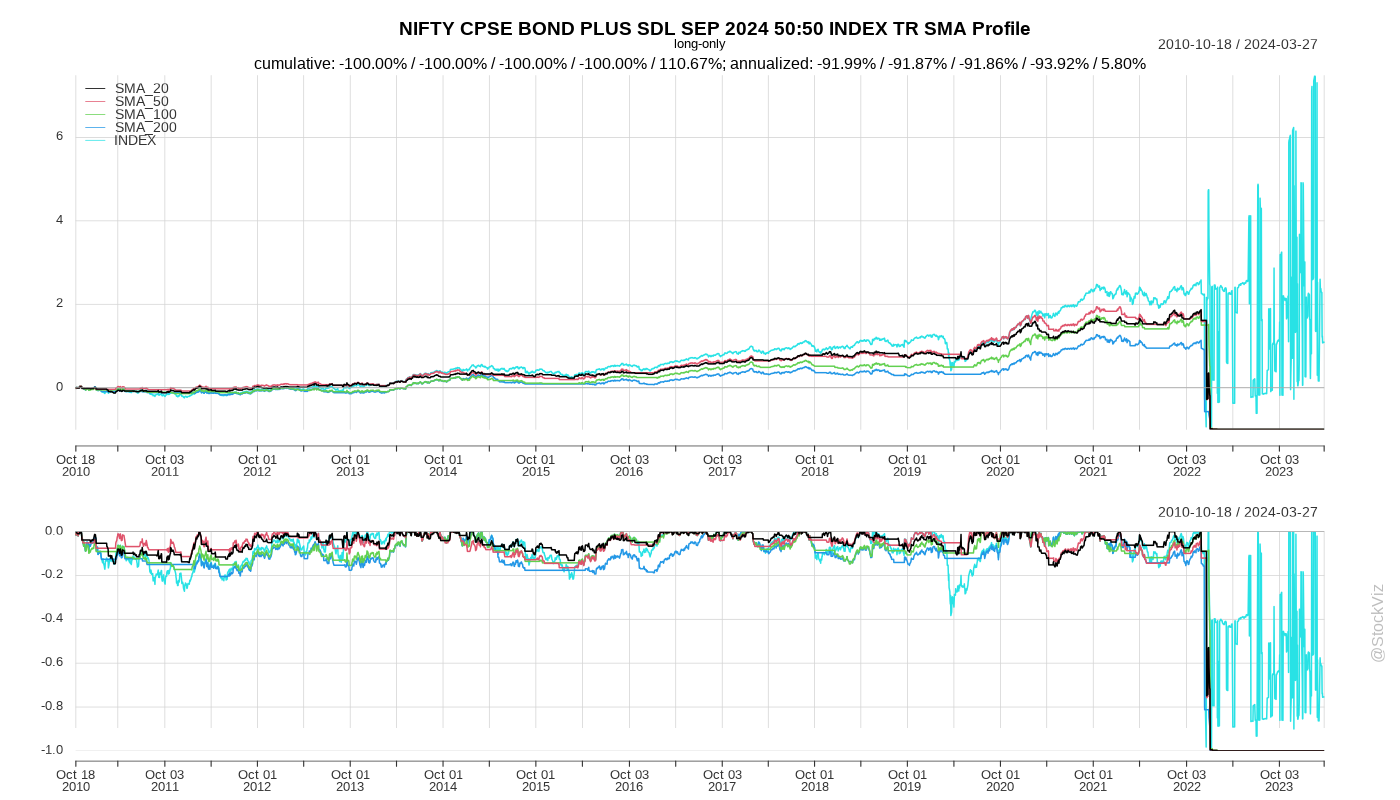 NIFTY CPSE BOND PLUS SDL SEP 2024 50:50 INDEX TR SMA Profile
long-only
2010-10-18 / 2024-03-27
cumulative: -100.00% / -100.00% / -100.00% / -100.00% / 110.67%; annualized: -91.99% / -91.87% / -91.86% / -93.92% / 5.80%
SMA_20
SMA_50
SMA_100
SMA_200
INDEX
6
4
2
0
Oct 18 Oct 03 Oct 01 Oct 01 Oct 01 Oct 01 Oct 03 Oct 03 Oct 01 Oct 01 Oct 01 Oct 01 Oct 03 Oct 03
2010 2011 2012 2013 2014 2015 2016 2017 2018 2019 2020 2021 2022 2023
2010-10-18 / 2024-03-27
0.0
-0.2
-0.4
-0.6
-0.8
-1.0
Oct 18 Oct 03 Oct 01 Oct 01 Oct 01 Oct 01 Oct 03 Oct 03 Oct 01 Oct 01 Oct 01 Oct 01 Oct 03 Oct 03
2010 2011 2012 2013 2014 2015 2016 2017 2018 2019 2020 2021 2022 2023
@StockViz